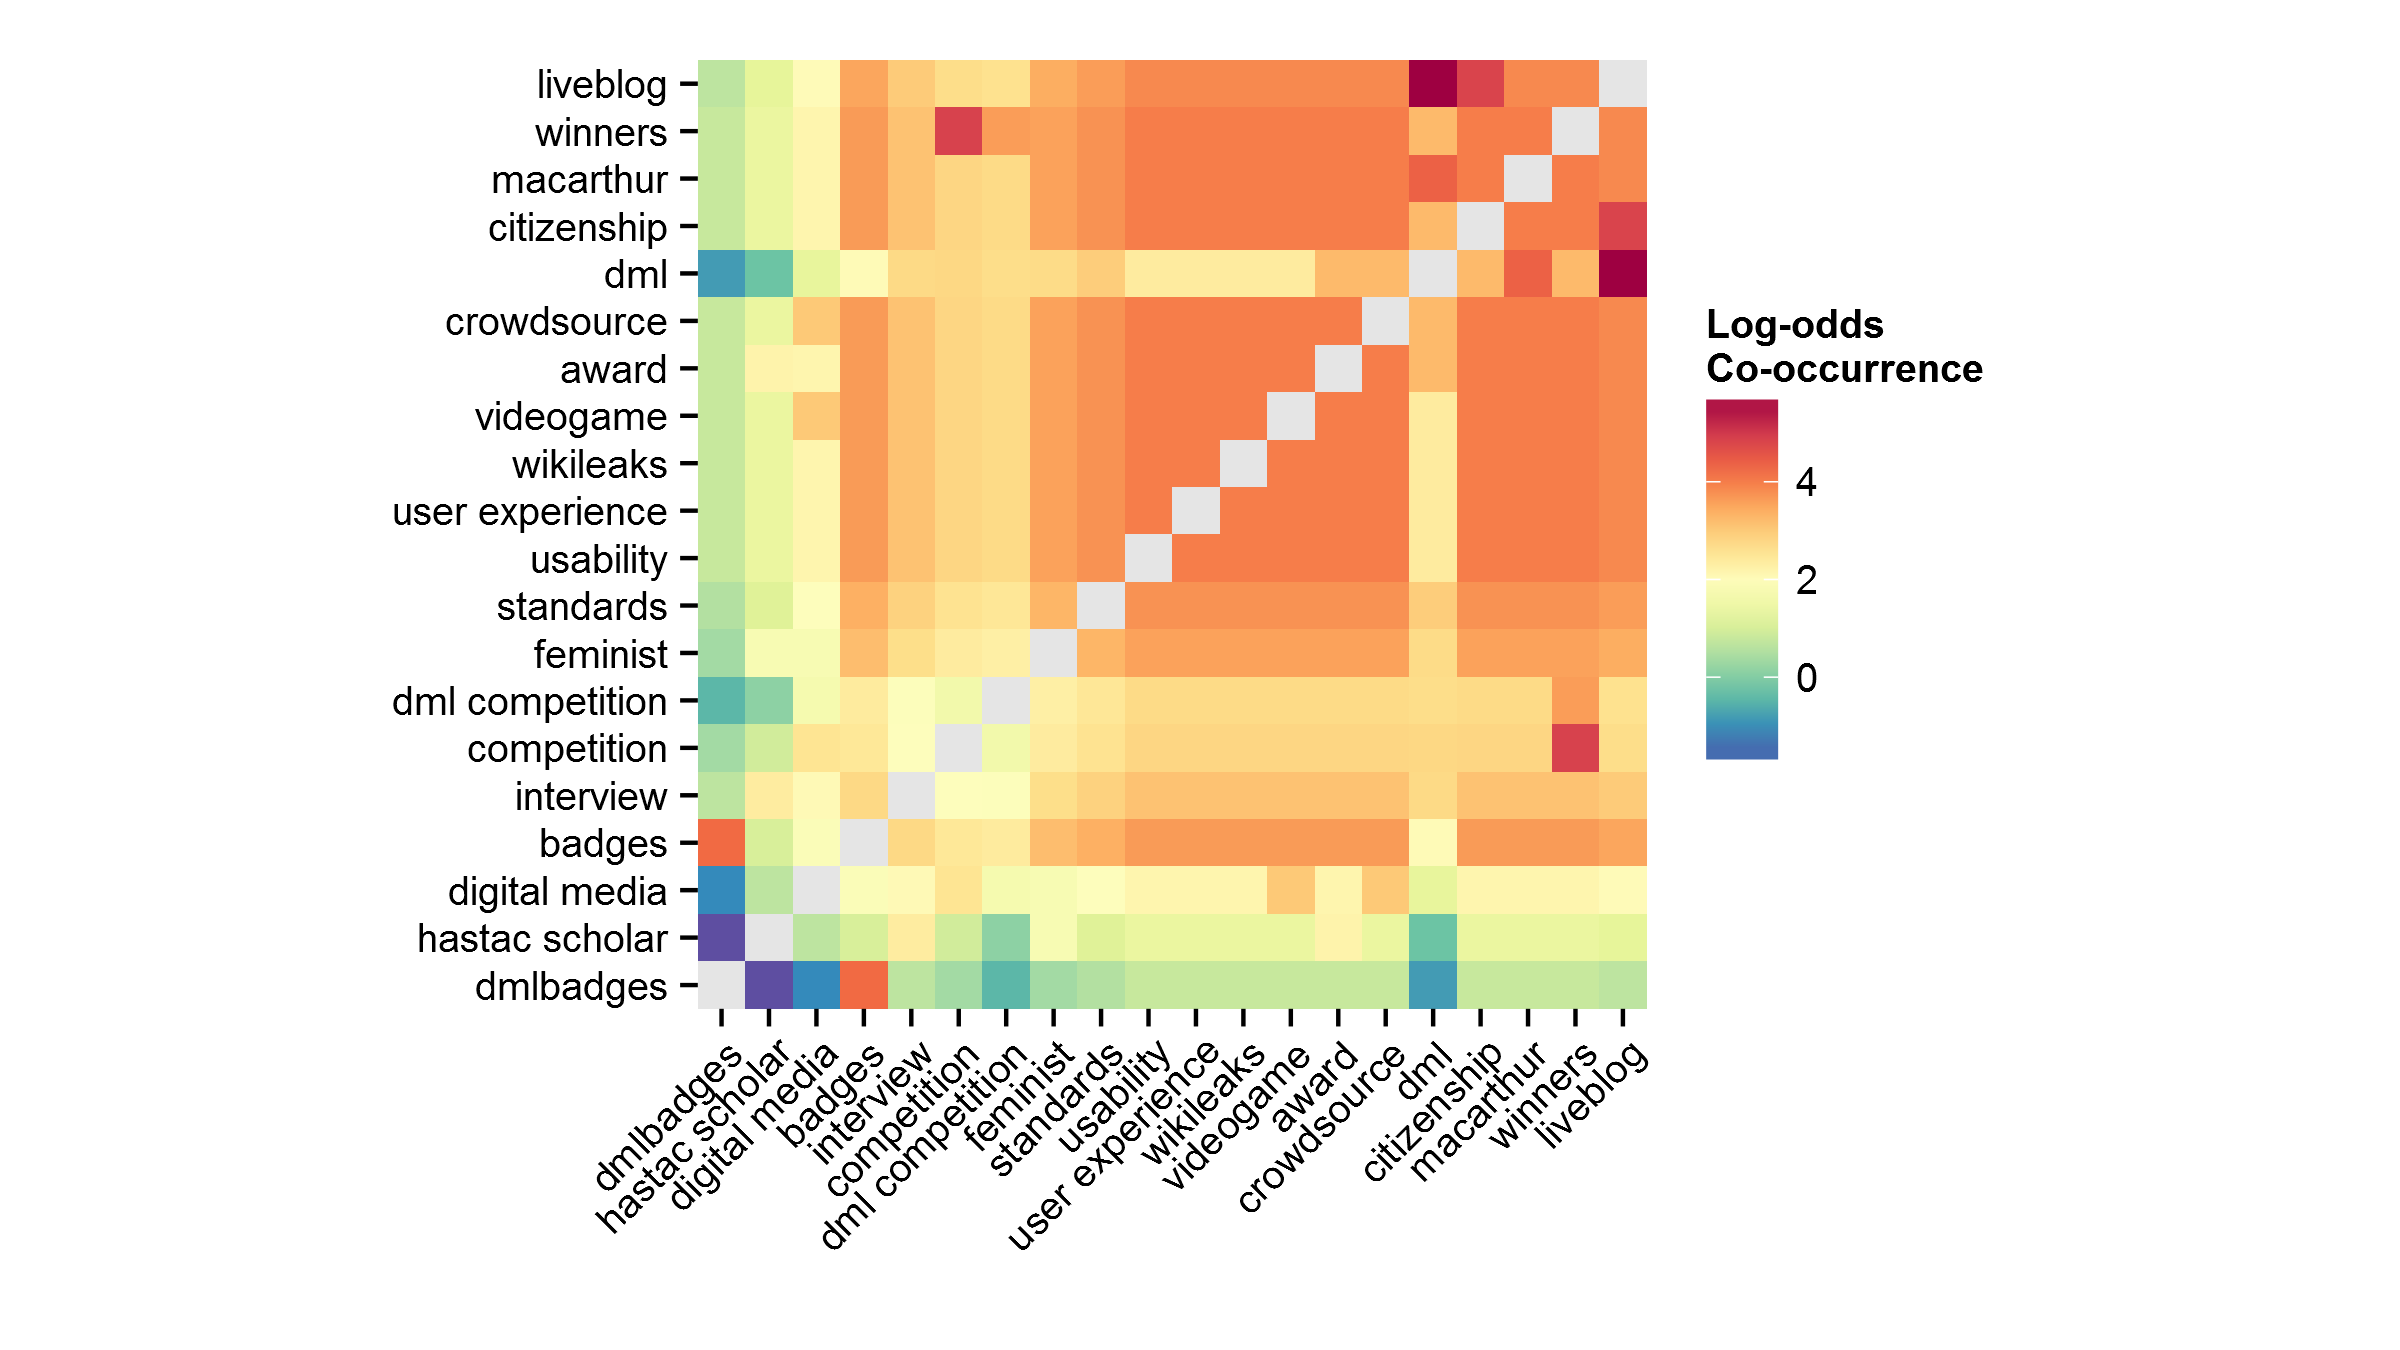 liveblog
winners
macarthur
citizenship
dml
crowdsource
award
videogame
wikileaks
user experience
usability
standards
feminist
dml competition
competition
interview
badges
digital media
hastac scholar
dmlbadges
dmlbadges
hastac scholar
digital media
badges
interview
competition
dml competition
feminist
standards
usability
user experience
wikileaks
videogame
award
crowdsource
dml
citizenship
macarthur
winners
liveblog
Log-odds
Co-occurrence
4
2
0